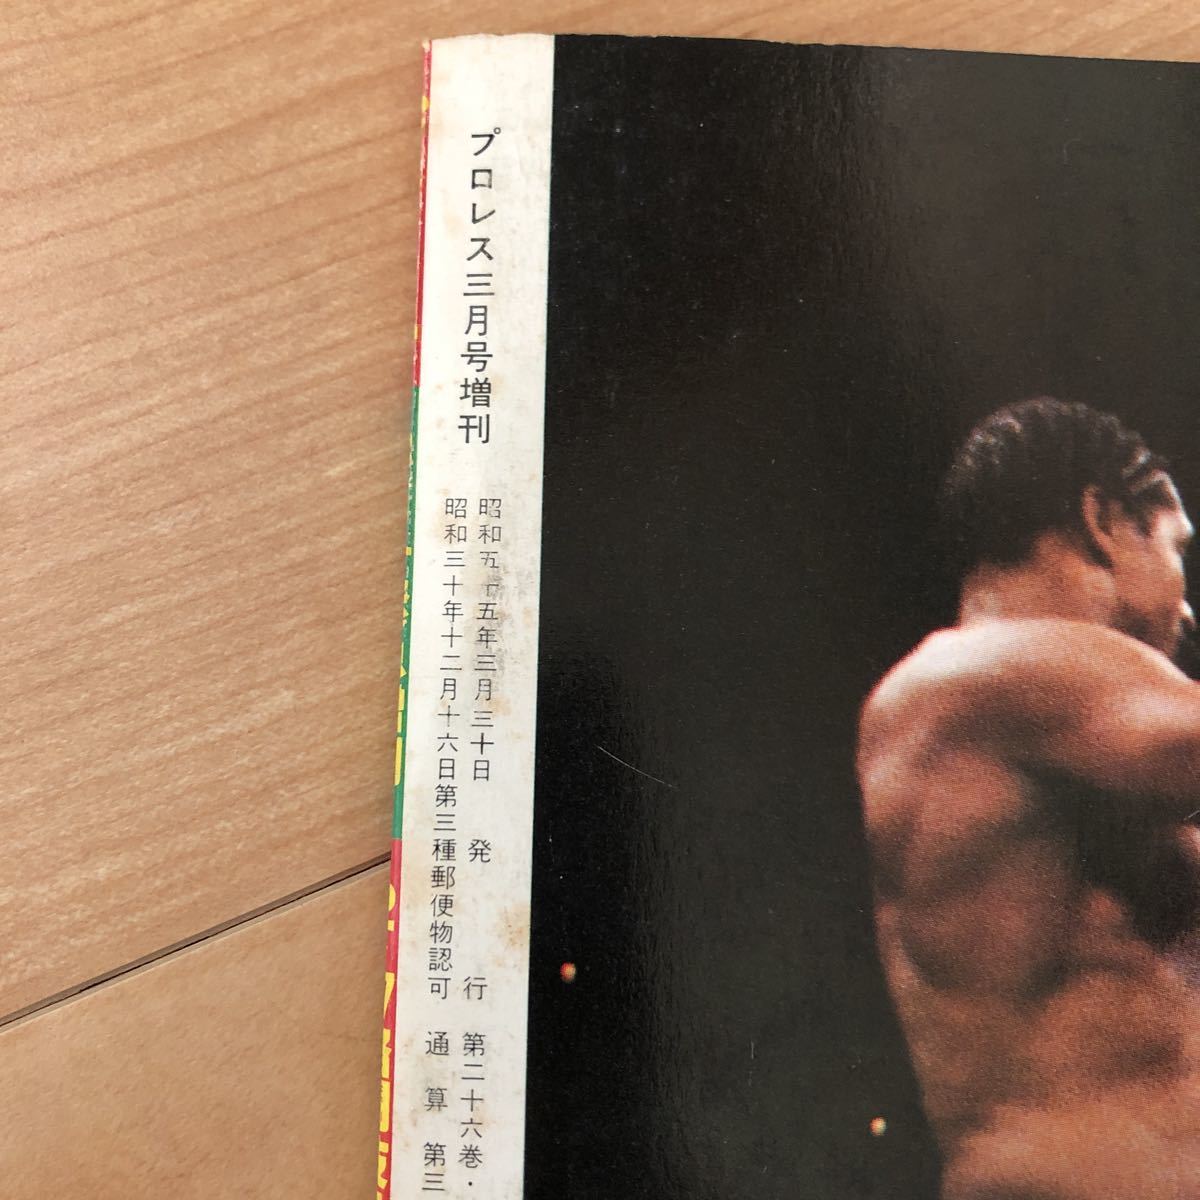 プロレス三月号増刊
昭和五十五年三月三十日 発行 第二十六巻・
昭和三十年十二月十六日第三種郵便物認可 通算 第三